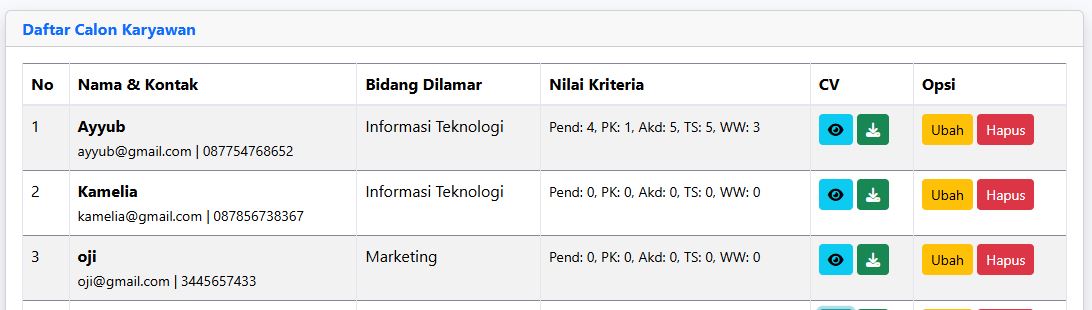 Daftar Calon Karyawan
No Nama & Kontak Bidang Dilamar Nilai Kriteria CV Opsi
1 Ayyub Informasi Teknologi Pend: 4, PK: 1, Akd: 5, TS: 5, WW: 3 Ubah Hapus
ayyub@gmail.com | 087754768652
2 Kamelia Informasi Teknologi Pend: 0, PK: 0, Akd: 0, TS: 0, WW: 0 Ubah Hapus
kamelia@gmail.com | 087856738367
3 oji Marketing Pend: 0, PK: 0, Akd: 0, TS: 0, WW: 0 Ubah Hapus
oji@gmail.com | 3445657433